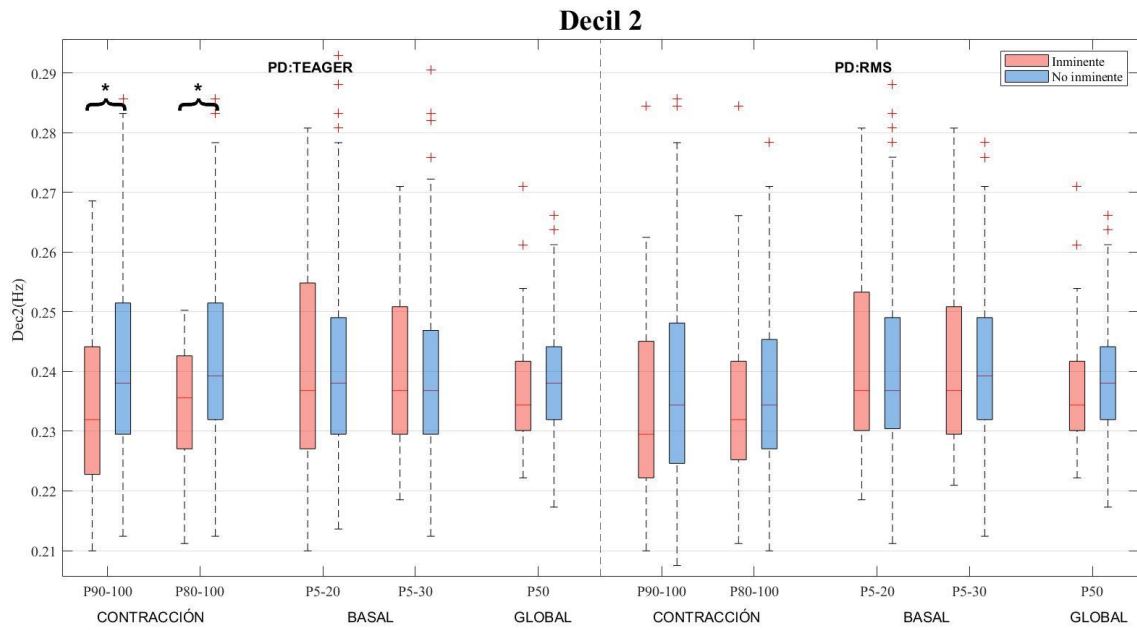 Decil 2
PD:TEAGER
PD:RMS
Inminente
No inminente
*
*
Dec2(Hz)
0.29
0.28
0.27
0.26
0.25
0.24
0.23
0.22
0.21
P90-100 P80-100 P5-20 P5-30 P50 P90-100 P80-100 P5-20 P5-30 P50
CONTRACCIÓN BASAL GLOBAL CONTRACCIÓN BASAL GLOBAL